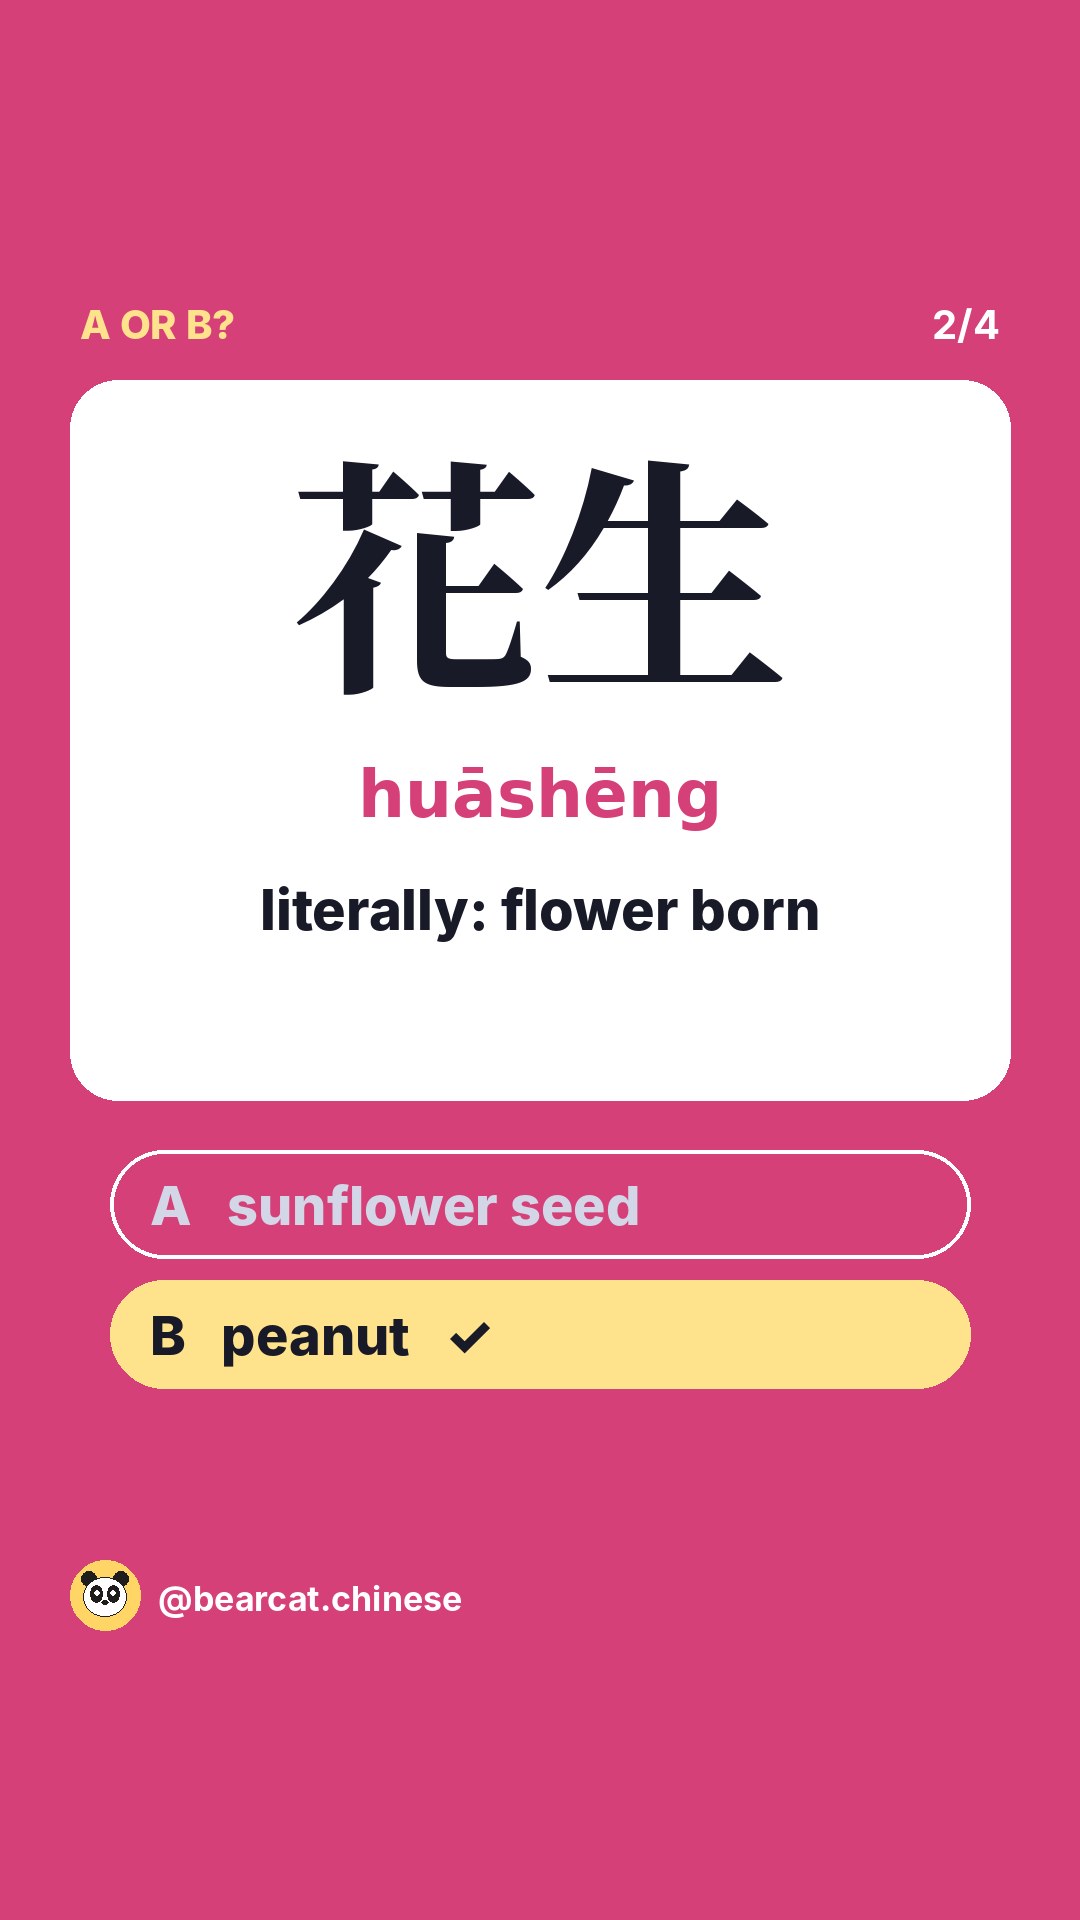 A OR B?
2/4
花生
huāshēng
literally: flower born
A sunflower seed
B peanut ✓
@bearcat.chinese